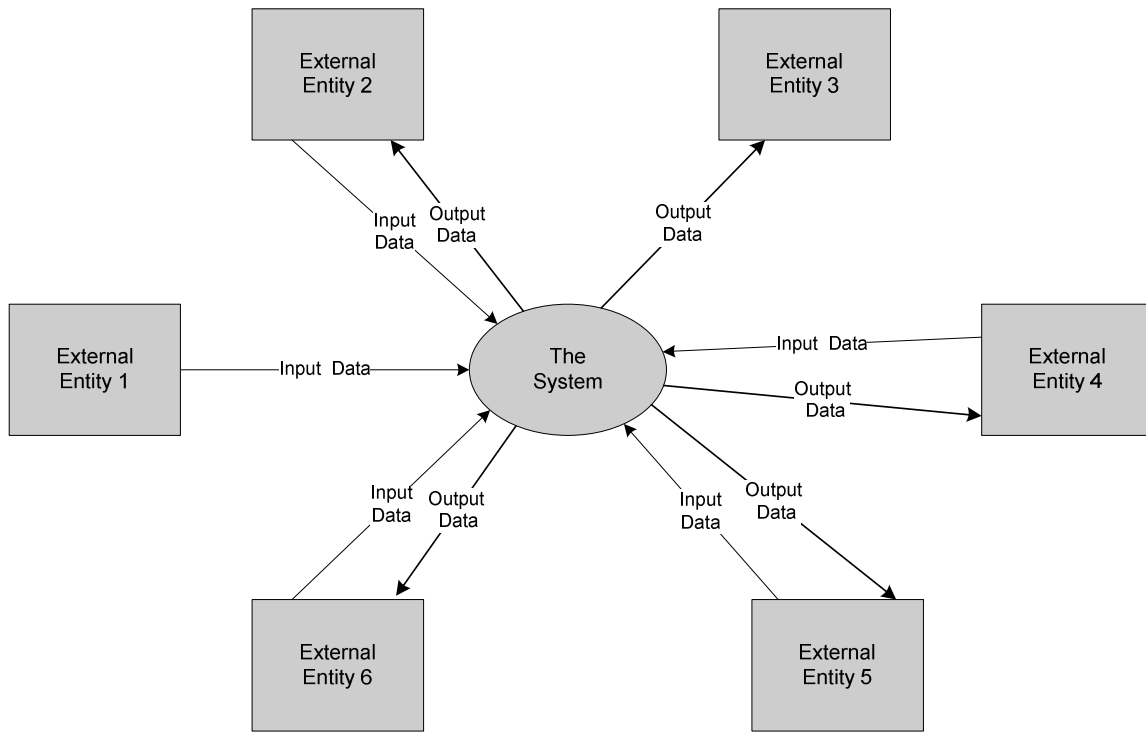 External
Entity 2
External
Entity 3
Input
Data
Output
Data
Output
Data
External
Entity 1
Input Data
The
System
Input Data
Output
Data
External
Entity 4
Input
Data
Output
Data
Input
Data
Output
Data
External
Entity 6
External
Entity 5